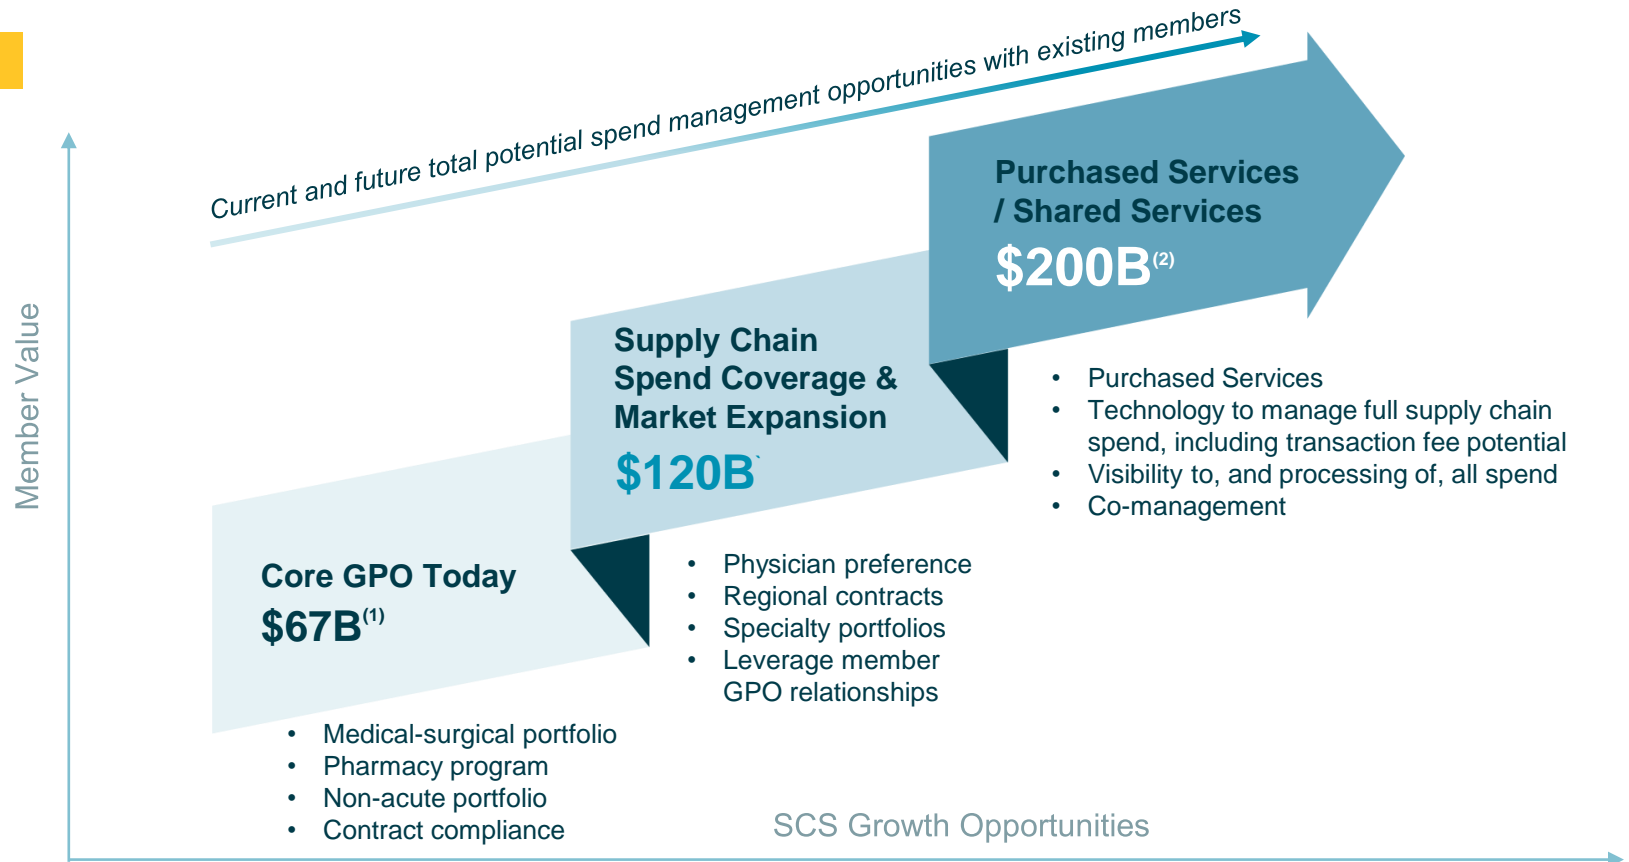 Current and future total potential spend management opportunities with existing members
Member Value
Purchased Services
/ Shared Services
$200B(2)
• Purchased Services
• Technology to manage full supply chain
spend, including transaction fee potential
• Visibility to, and processing of, all spend
• Co-management
Supply Chain
Spend Coverage &
Market Expansion
$120B`
• Physician preference
• Regional contracts
• Specialty portfolios
• Leverage member
GPO relationships
Core GPO Today
$67B(1)
• Medical-surgical portfolio
• Pharmacy program
• Non-acute portfolio
• Contract compliance
SCS Growth Opportunities